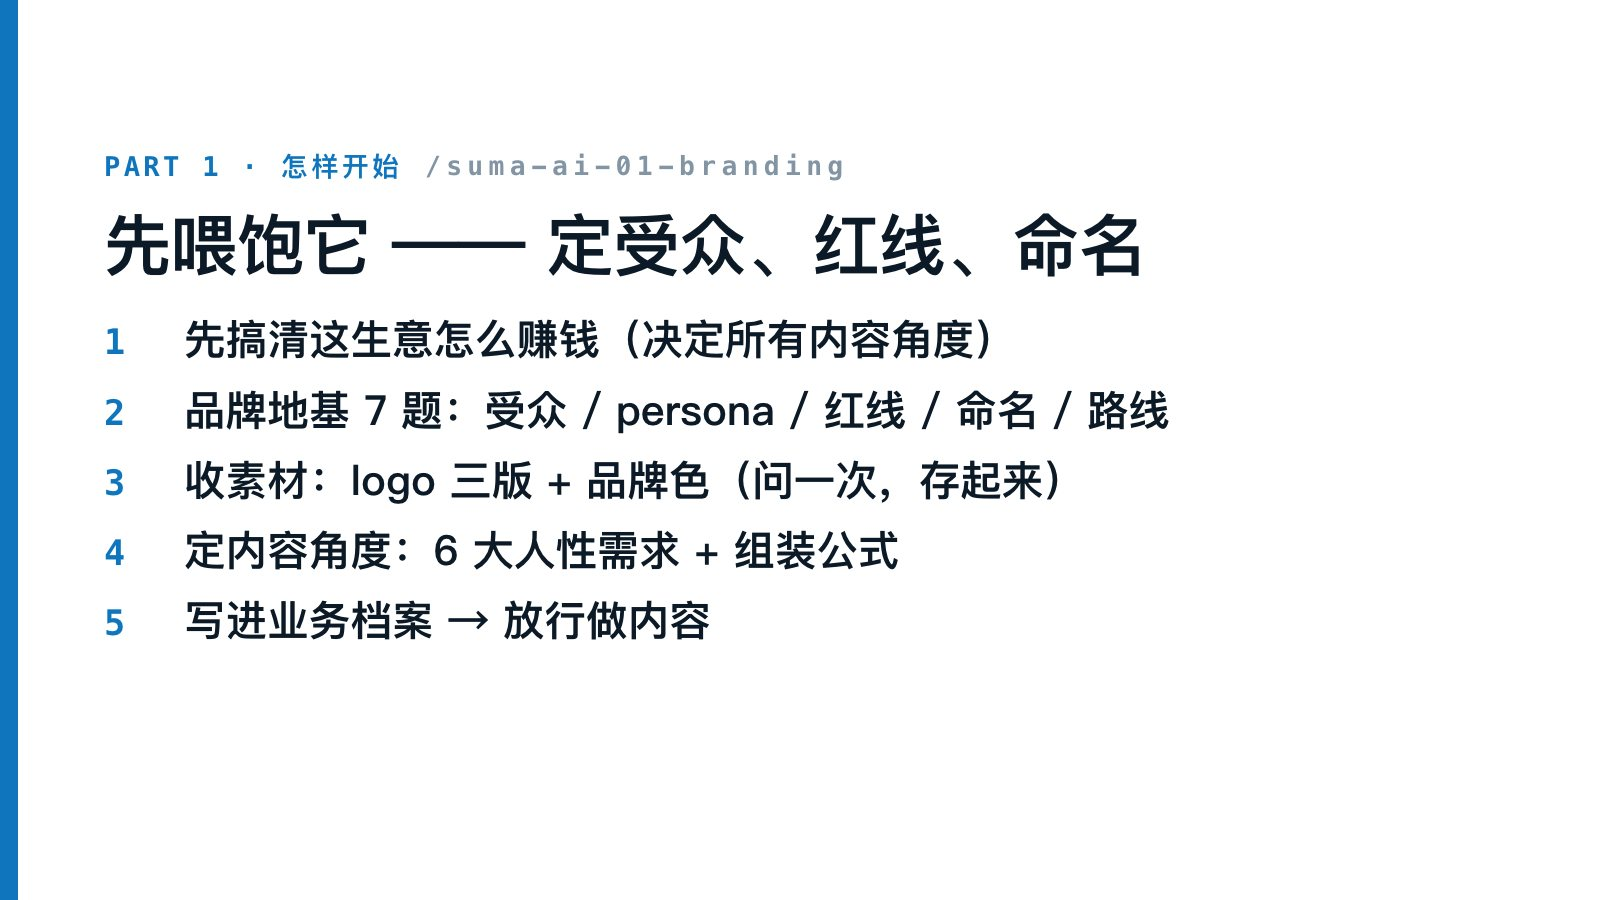 PART 1 · 怎样开始 /suma-ai-01-branding
先喂饱它 —— 定受众、红线、命名
1 先搞清这生意怎么赚钱（决定所有内容角度）
2 品牌地基 7 题：受众 / persona / 红线 / 命名 / 路线
3 收素材：logo 三版 + 品牌色（问一次，存起来）
4 定内容角度：6 大人性需求 + 组装公式
5 写进业务档案 → 放行做内容